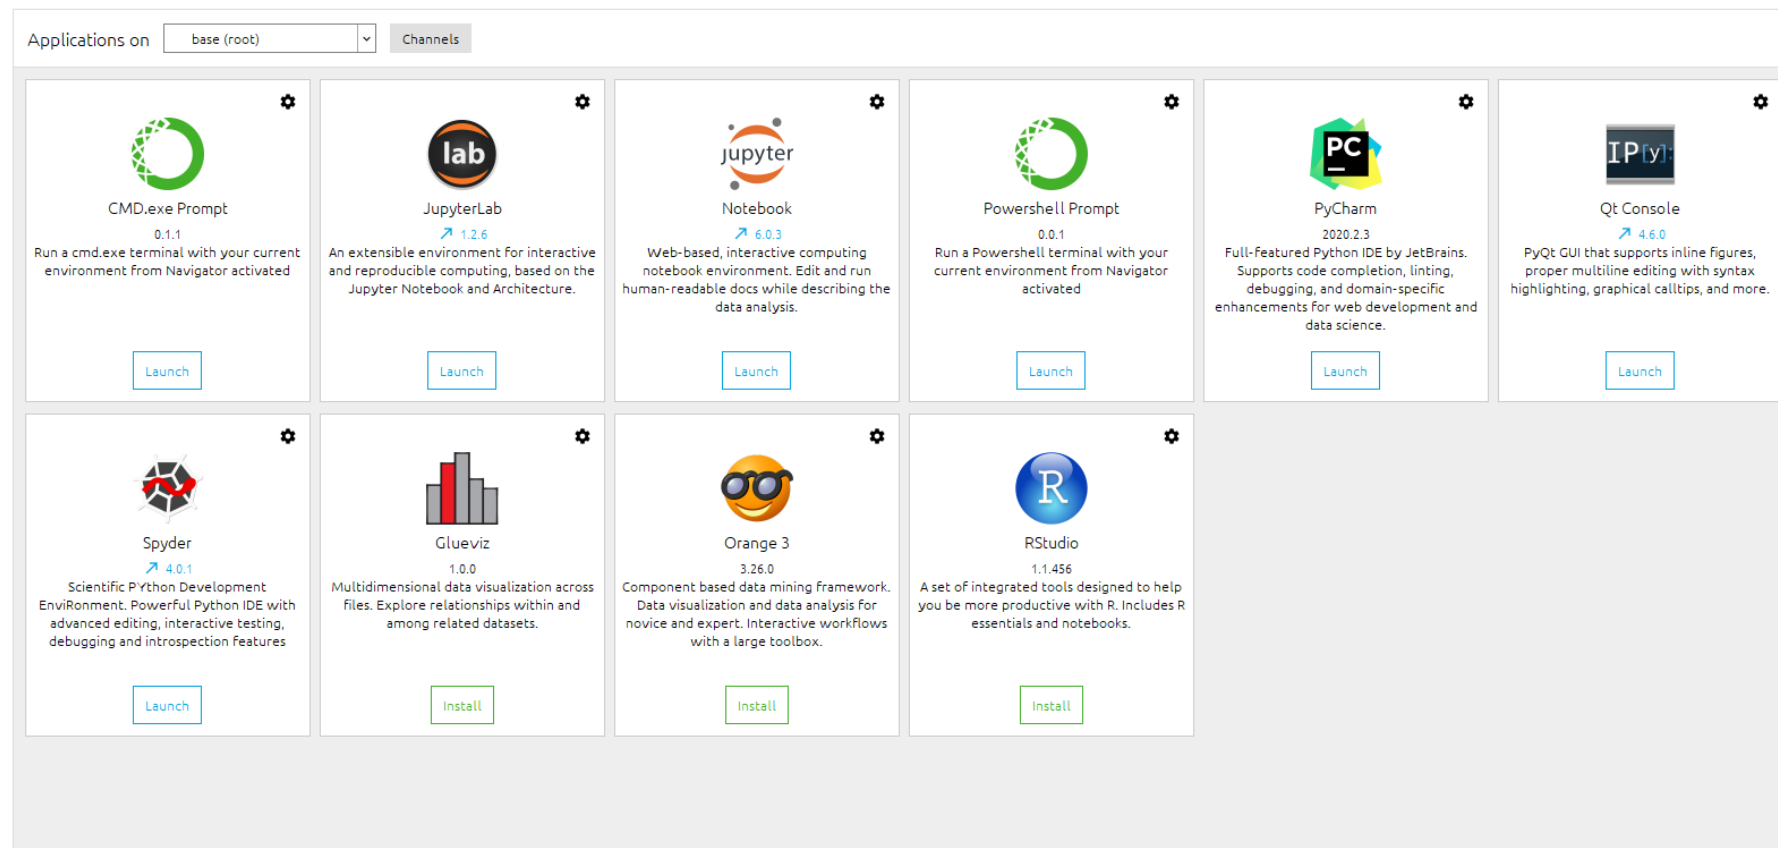 Applications on base (root) Channels
CMD.exe Prompt
0.1.1
Run a cmd.exe terminal with your current
environment from Navigator activated
Launch
lab
JupyterLab
1.2.6
An extensible environment for interactive
and reproducible computing, based on the
Jupyter Notebook and Architecture.
Launch
jupyter
Notebook
6.0.3
Web-based, interactive computing
notebook environment. Edit and run
human-readable docs while describing the
data analysis.
Launch
Powershell Prompt
0.0.1
Run a Powershell terminal with your
current environment from Navigator
activated
Launch
PC
PyCharm
2020.2.3
Full-featured Python IDE by JetBrains.
Supports code completion, linting,
debugging, and domain-specific
enhancements for web development and
data science.
Launch
IP[y]:
Qt Console
4.6.0
PyQt GUI that supports inline figures,
proper multiline editing with syntax
highlighting, graphical calltips, and more.
Launch
Spyder
4.0.1
Scientific PYthon Development
EnviRonment. Powerful Python IDE with
advanced editing, interactive testing,
debugging and introspection features
Launch
Glueviz
1.0.0
Multidimensional data visualization across
files. Explore relationships within and
among related datasets.
Install
Orange 3
3.26.0
Component based data mining framework.
Data visualization and data analysis for
novice and expert. Interactive workflows
with a large toolbox.
Install
R
RStudio
1.1.456
A set of integrated tools designed to help
you be more productive with R. Includes R
essentials and notebooks.
Install